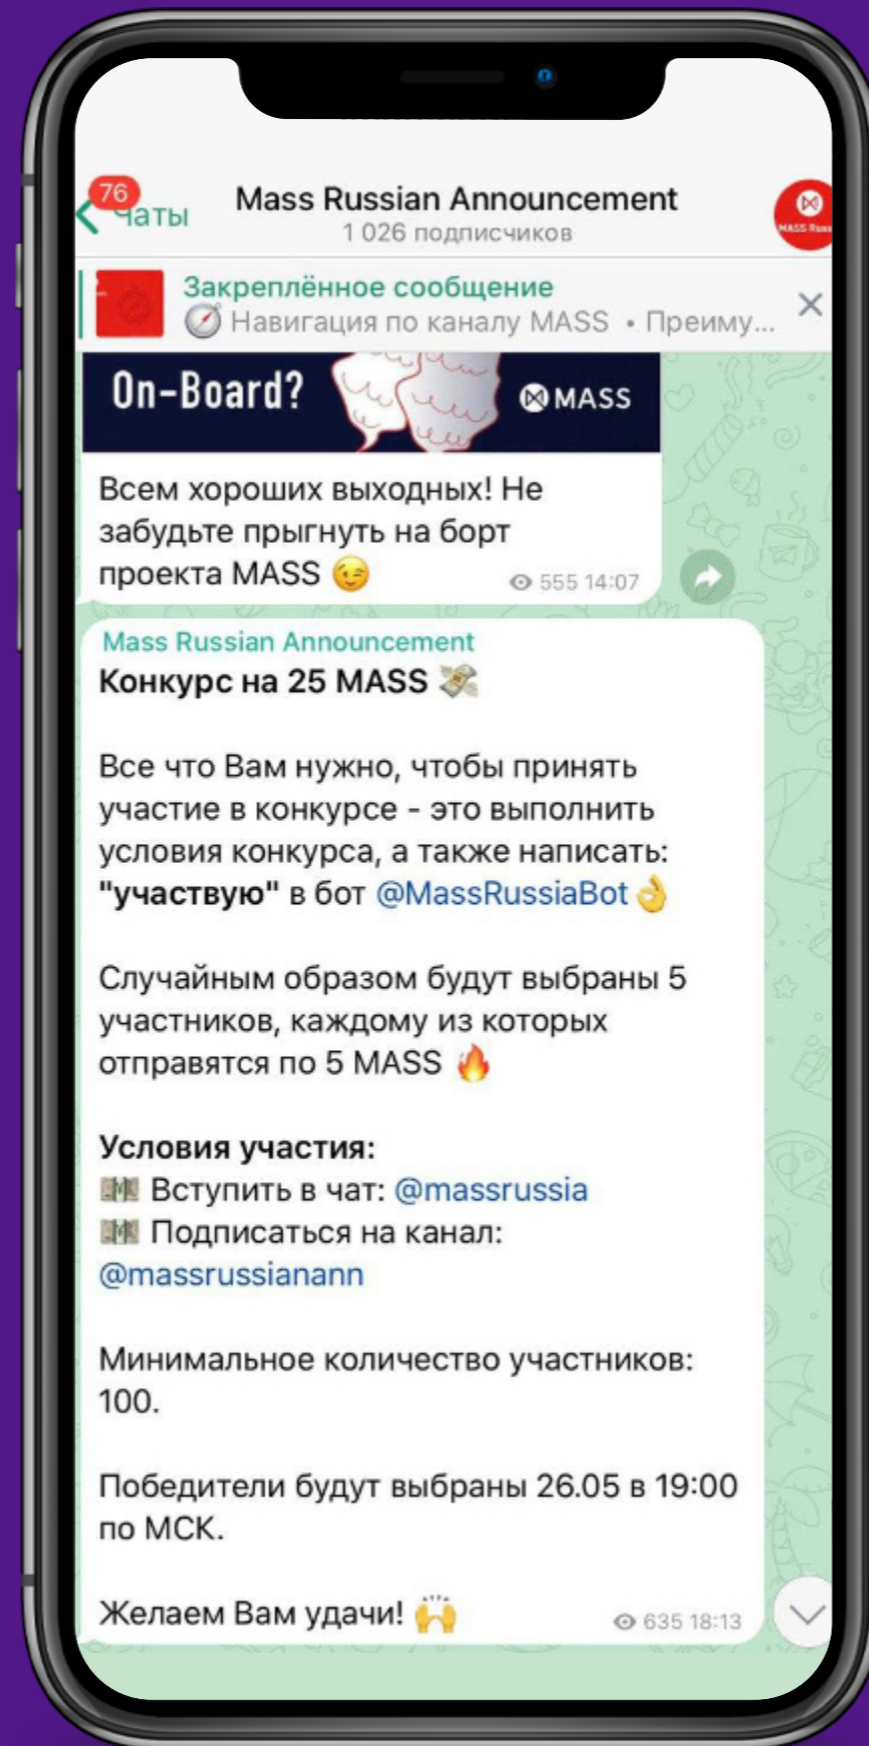 76
Чаты
Mass Russian Announcement
1 026 подписчиков
MASS
Закреплённое сообщение
Навигация по каналу MASS • Преиму...
On-Board?
MASS
Всем хороших выходных! Не
забудьте прыгнуть на борт
проекта MASS 😉
555 14:07
Mass Russian Announcement
Конкурс на 25 MASS 💸
Все что Вам нужно, чтобы принять
участие в конкурсе - это выполнить
условия конкурса, а также написать:
"участвую" в бот @MassRussiaBot👌
Случайным образом будут выбраны 5
участников, каждому из которых
отправятся по 5 MASS 🔥
Условия участия:
Вступить в чат: @massrussia
Подписаться на канал:
@massrussianann
Минимальное количество участников:
100.
Победители будут выбраны 26.05 в 19:00
по МСК.
Желаем Вам удачи! 🙌
635 18:13